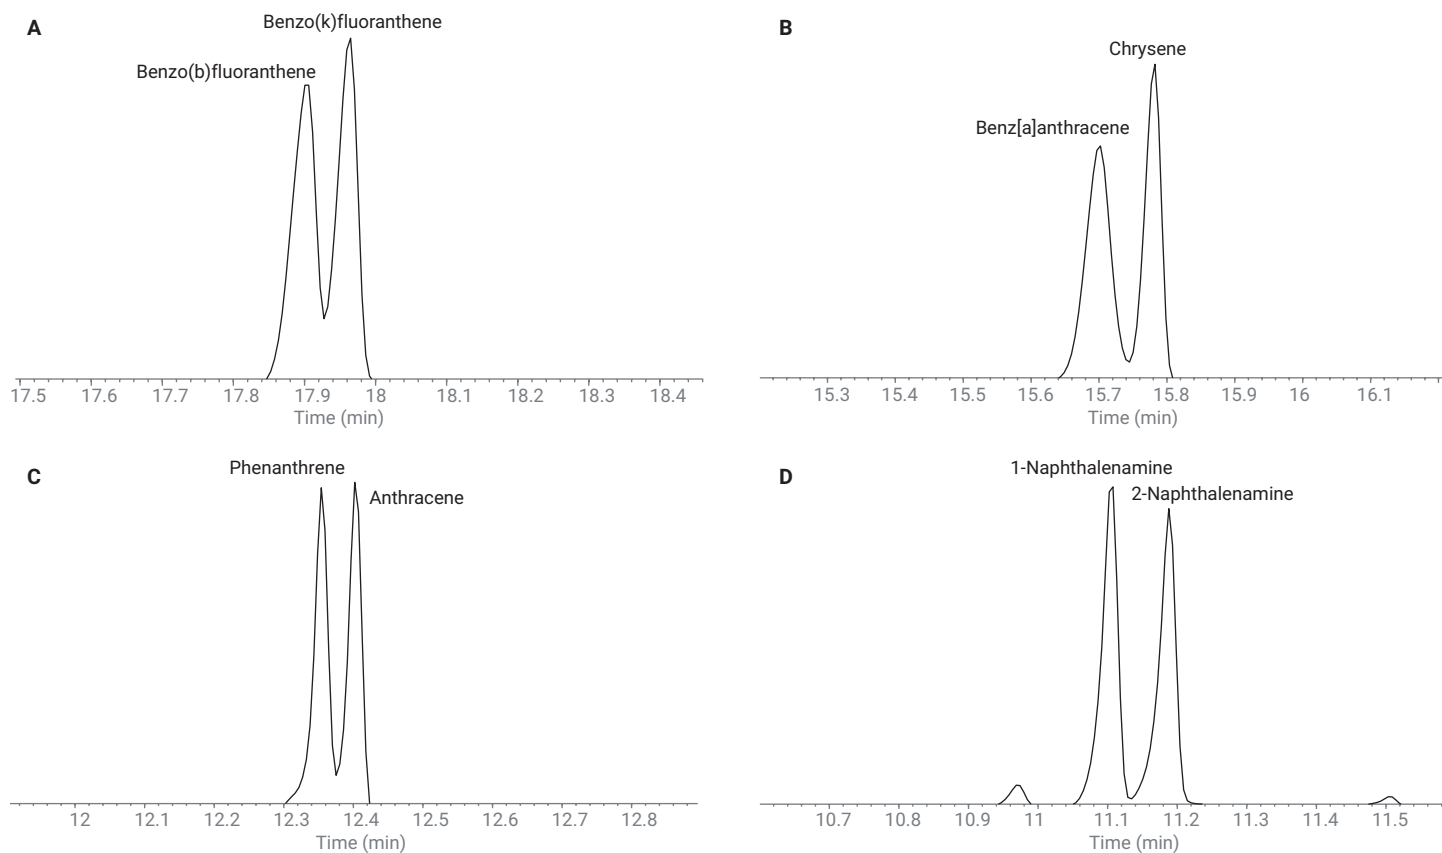 A
Benzo(k)fluoranthene
Benzo(b)fluoranthene
17.5 17.6 17.7 17.8 17.9 18 18.1 18.2 18.3 18.4
Time (min)
B
Chrysene
Benz[a]anthracene
15.3 15.4 15.5 15.6 15.7 15.8 15.9 16 16.1
Time (min)
C
Phenanthrene
Anthracene
12 12.1 12.2 12.3 12.4 12.5 12.6 12.7 12.8
Time (min)
D
1-Naphthalenamine
2-Naphthalenamine
10.7 10.8 10.9 11 11.1 11.2 11.3 11.4 11.5
Time (min)